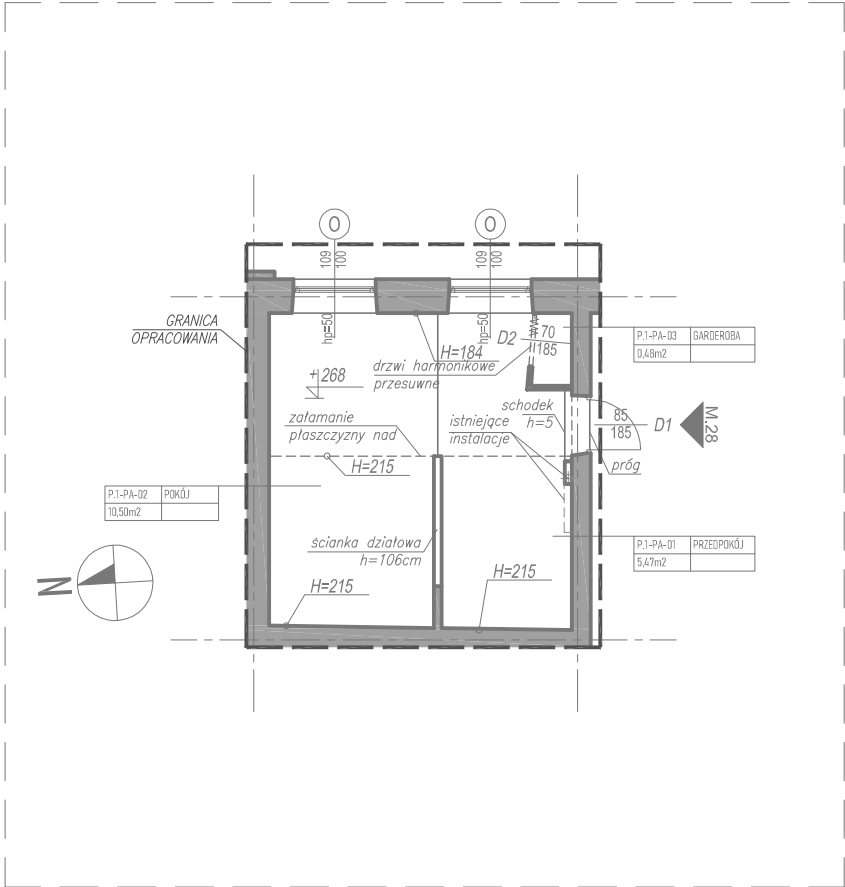 O
O
109
100
109
100
hp=50
hp=50
GRANICA
OPRACOWANIA
H=184
D2
70
185
P.1-PA-03 GARDEROBA
0,48m2
drzwi harmonikowe
przesuwne
+268
schodek
h=5
załamanie
płaszczyzny nad
istniejące
instalacje
85
185
D1
M.28
próg
H=215
P.1-PA-02 POKÓJ
10,50m2
ścianka działowa
h=106cm
P.1-PA-01 PRZEDPOKÓJ
5,47m2
N
H=215
H=215